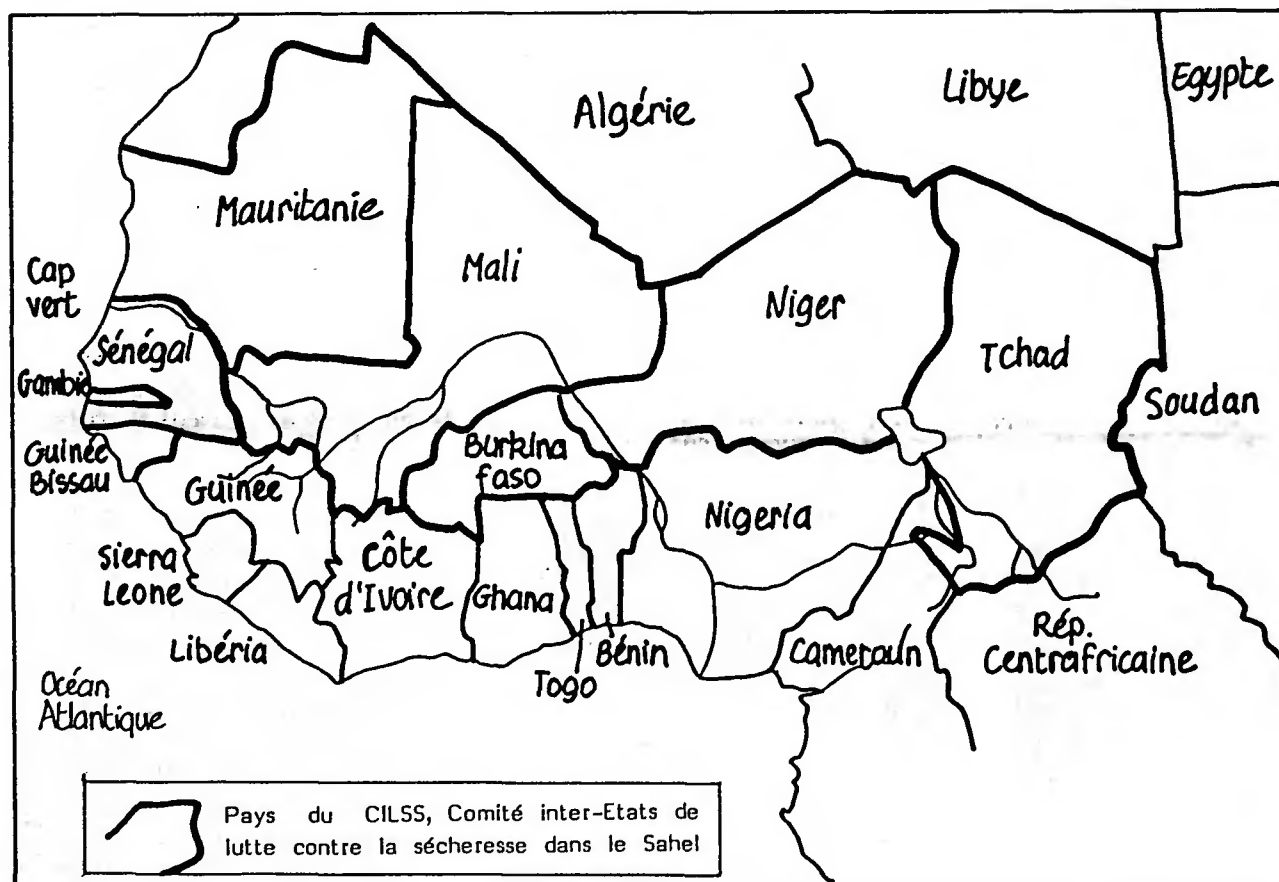 Algérie
Libye
Egypte
Mauritanie
Mali
Niger
Tchad
Soudan
Cap
vert
Sénégal
Gambie
Guinée
Bissau
Guinée
Burkina
faso
Nigeria
Sierra
Leone
Côte
d'Ivoire
Ghana
Libéria
Togo
Bénin
Cameroun
Rép.
Centrafricaine
Océan
Atlantique
Pays du CILSS, Comité inter-Etats de
lutte contre la sécheresse dans le Sahel